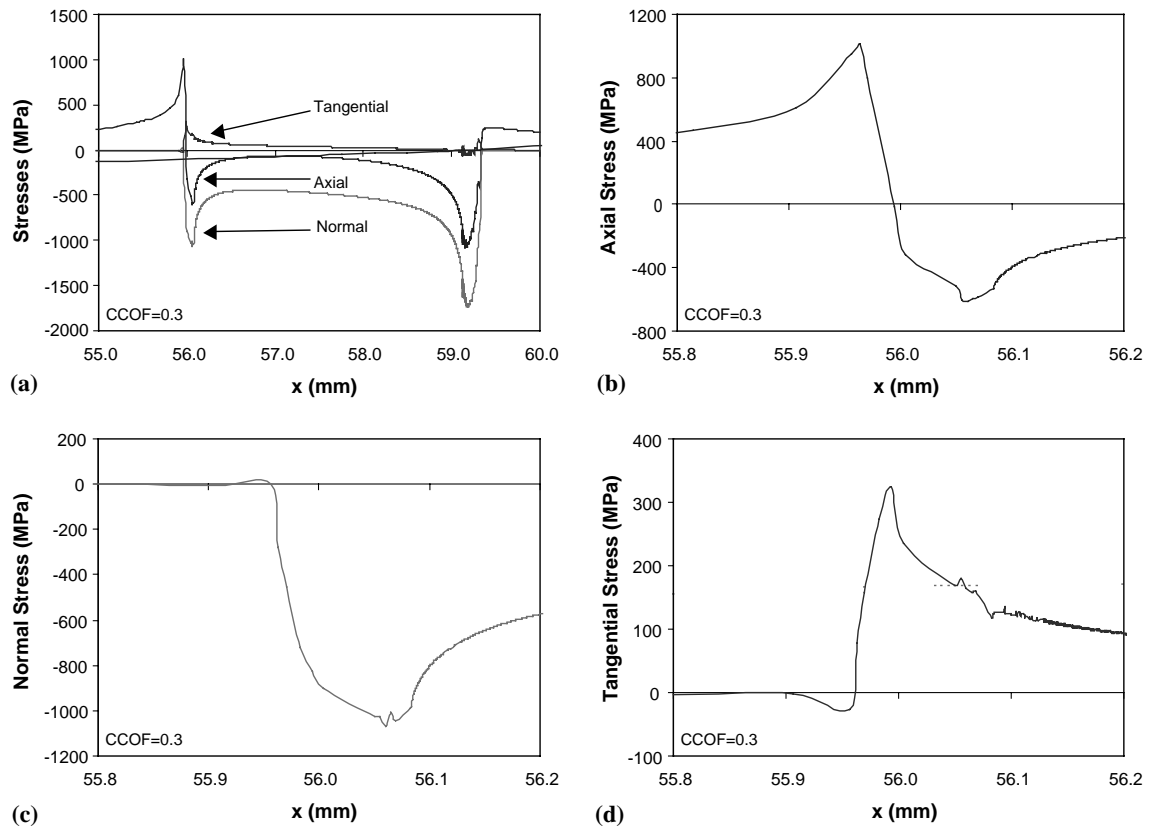 1500
1000
500
0
-500
-1000
-1500
-2000
Stresses (MPa)
Tangential
Axial
Normal
CCOF=0.3
55.0 56.0 57.0 58.0 59.0 60.0
x (mm)
(a)
1200
800
400
0
-400
-800
Axial Stress (MPa)
CCOF=0.3
55.8 55.9 56.0 56.1 56.2
x (mm)
(b)
200
0
-200
-400
-600
-800
-1000
-1200
Normal Stress (MPa)
CCOF=0.3
55.8 55.9 56.0 56.1 56.2
x (mm)
(c)
400
300
200
100
0
-100
Tangential Stress (MPa)
CCOF=0.3
55.8 55.9 56.0 56.1 56.2
x (mm)
(d)